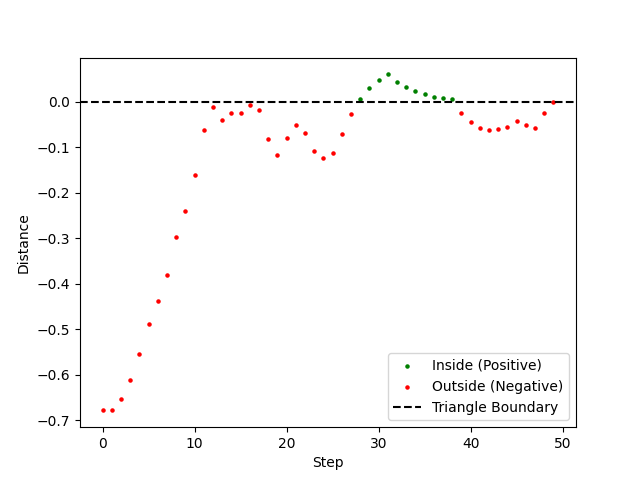 0.0
−0.1
−0.2
−0.3
−0.4
−0.5
−0.6
−0.7
Distance
Inside (Positive)
Outside (Negative)
Triangle Boundary
0 10 20 30 40 50
Step